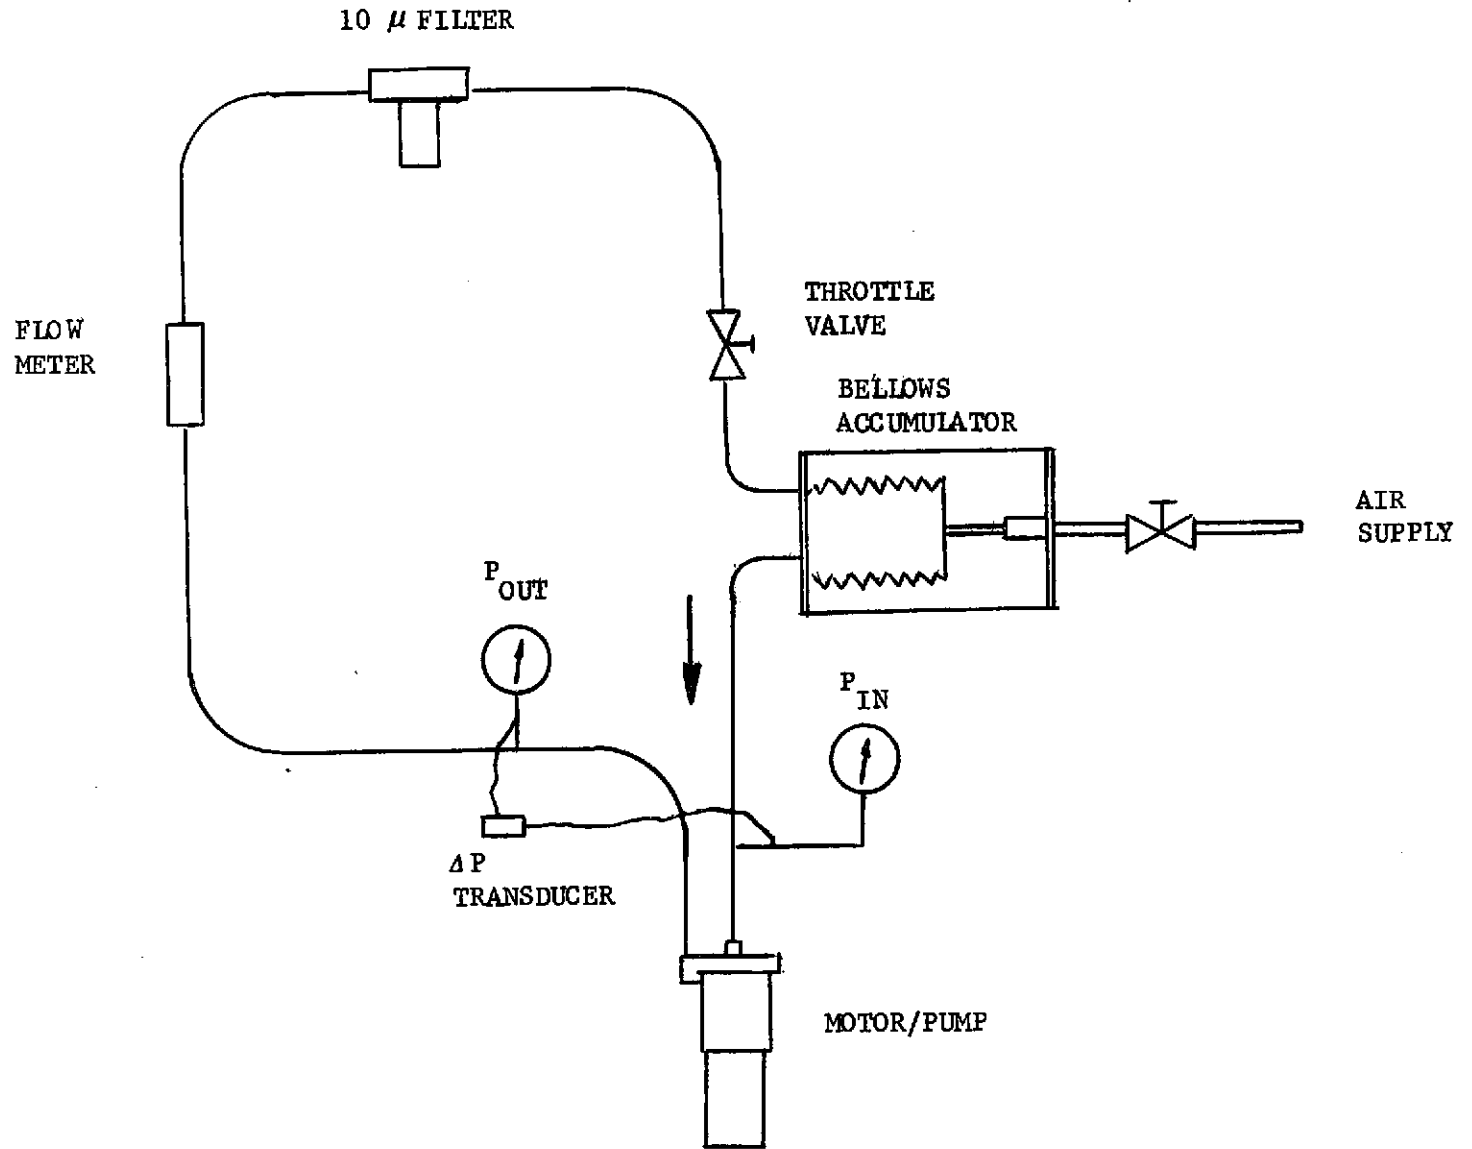 10 μ FILTER
FLOW
METER
THROTTLE
VALVE
BELLOWS
ACCUMULATOR
AIR
SUPPLY
P OUT
P IN
ΔP
TRANSDUCER
MOTOR/PUMP